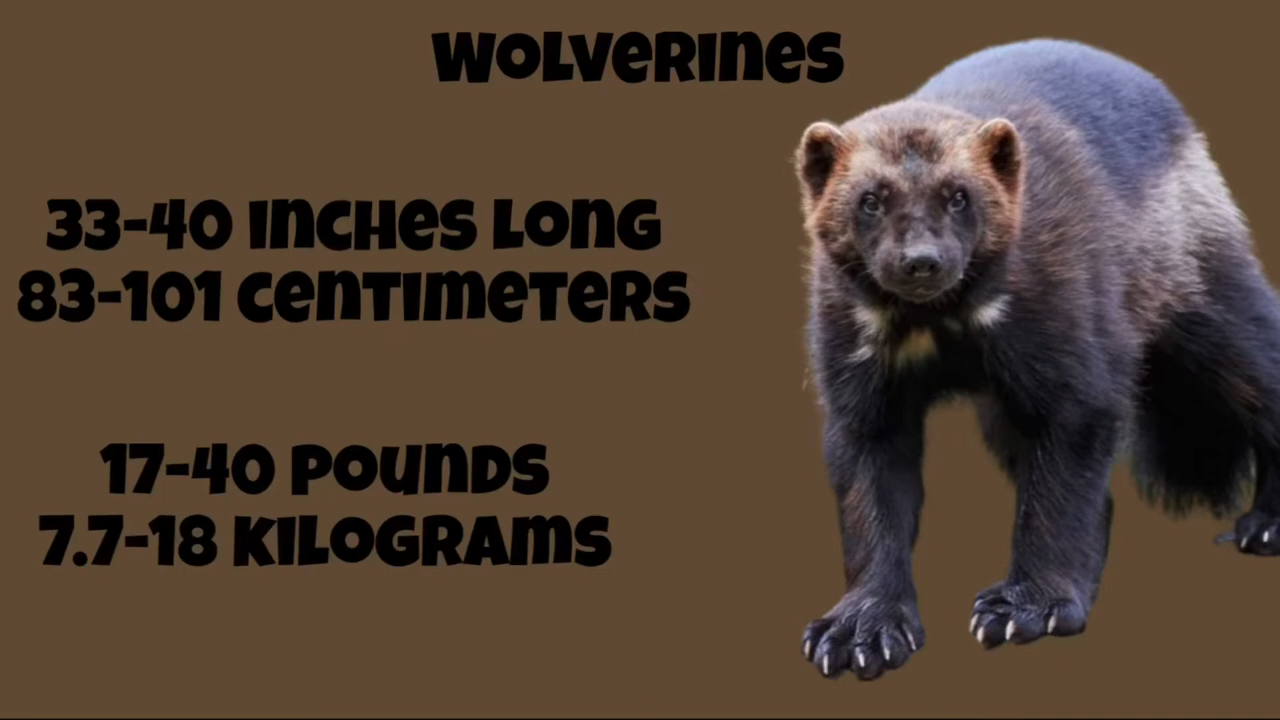 Wolverines
33-40 inches long
83-101 centimeters
17-40 pounds
7.7-18 kilograms